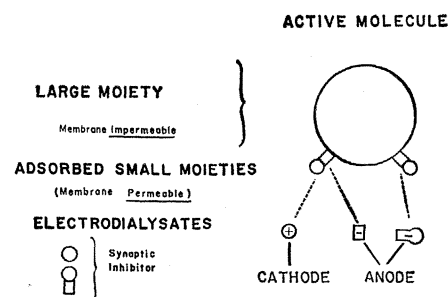 ACTIVE MOLECULE
LARGE MOIETY
Membrane Impermeable
ADSORBED SMALL MOIETIES
(Membrane Permeable)
ELECTRODIALYSATES
Synaptic
Inhibitor
+
-
-
CATHODE ANODE